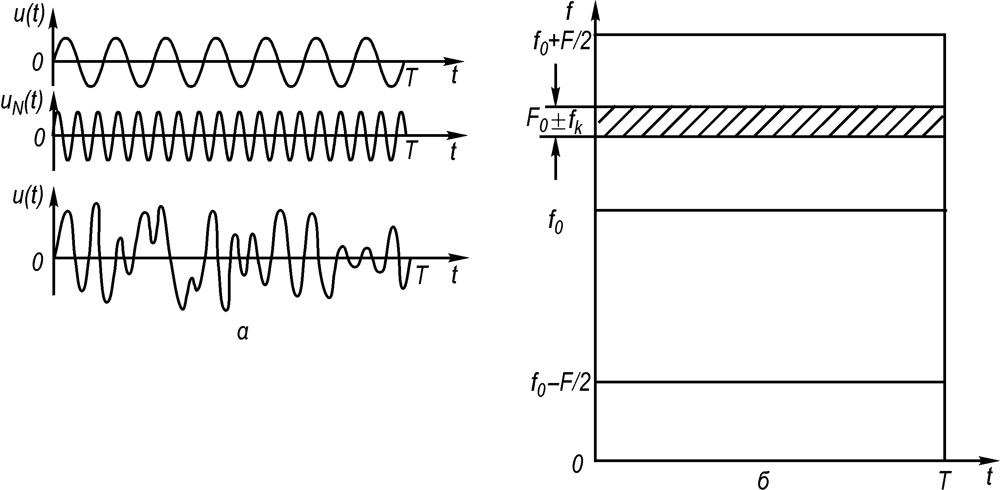 u(t)
0
T
t
u_N(t)
0
T
t
u(t)
0
T
t
а
f
f_0+F/2
F_0±f_k
f_0
f_0–F/2
0
б
T
t